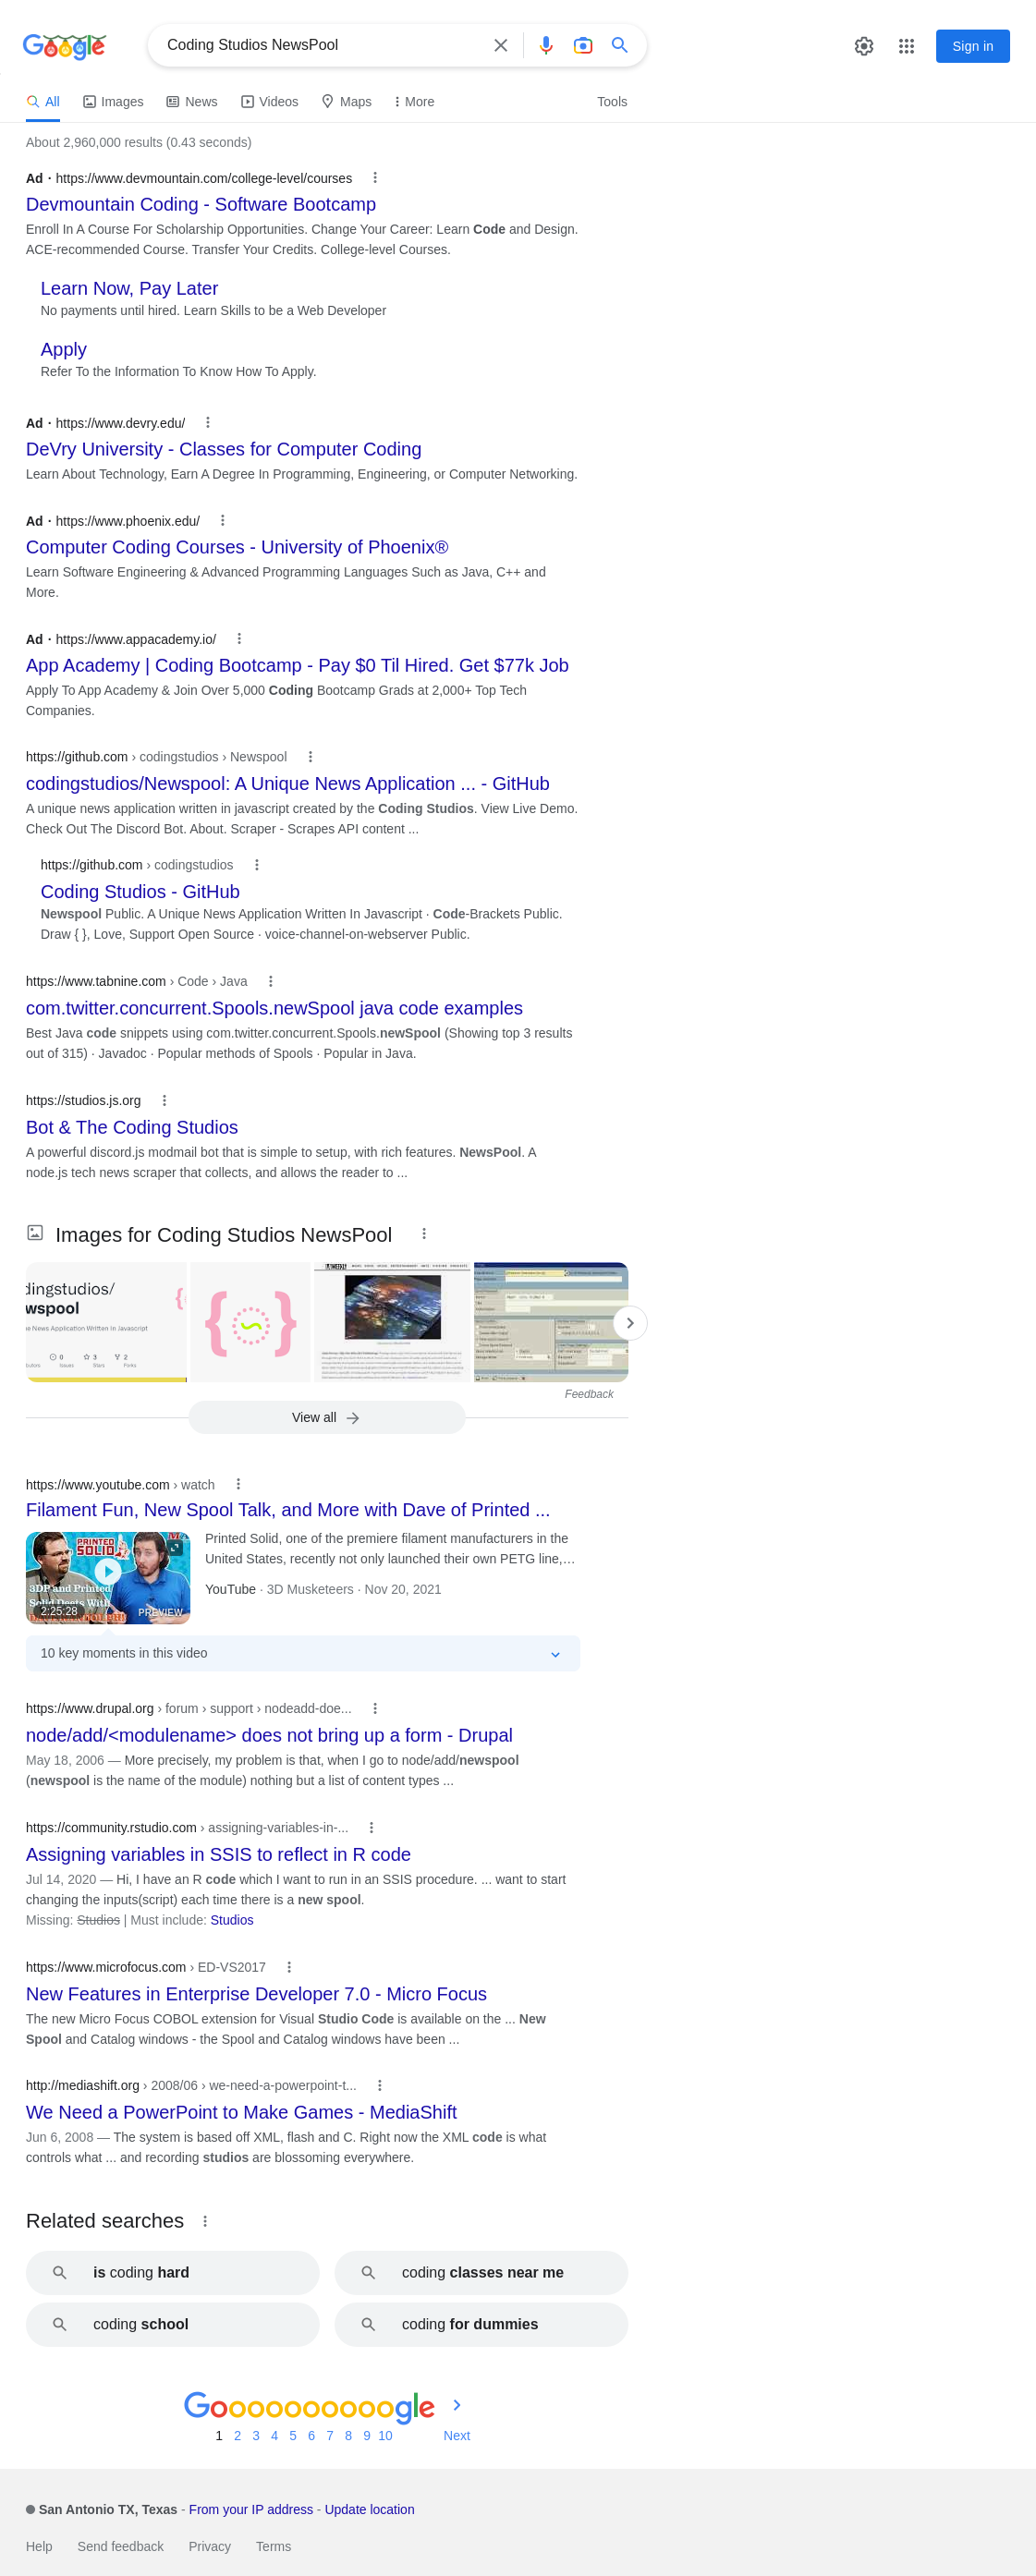 Google
Coding Studios NewsPool
Sign in
All
Images
News
Videos
Maps
More
Tools
About 2,960,000 results (0.43 seconds)
Ad · https://www.devmountain.com/college-level/courses
Devmountain Coding - Software Bootcamp
Enroll In A Course For Scholarship Opportunities. Change Your Career: Learn Code and Design.
ACE-recommended Course. Transfer Your Credits. College-level Courses.
Learn Now, Pay Later
No payments until hired. Learn Skills to be a Web Developer
Apply
Refer To the Information To Know How To Apply.
Ad · https://www.devry.edu/
DeVry University - Classes for Computer Coding
Learn About Technology, Earn A Degree In Programming, Engineering, or Computer Networking.
Ad · https://www.phoenix.edu/
Computer Coding Courses - University of Phoenix®
Learn Software Engineering & Advanced Programming Languages Such as Java, C++ and
More.
Ad · https://www.appacademy.io/
App Academy | Coding Bootcamp - Pay $0 Til Hired. Get $77k Job
Apply To App Academy & Join Over 5,000 Coding Bootcamp Grads at 2,000+ Top Tech
Companies.
https://github.com › codingstudios › Newspool
codingstudios/Newspool: A Unique News Application ... - GitHub
A unique news application written in javascript created by the Coding Studios. View Live Demo.
Check Out The Discord Bot. About. Scraper - Scrapes API content ...
https://github.com › codingstudios
Coding Studios - GitHub
Newspool Public. A Unique News Application Written In Javascript · Code-Brackets Public.
Draw { }, Love, Support Open Source · voice-channel-on-webserver Public.
https://www.tabnine.com › Code › Java
com.twitter.concurrent.Spools.newSpool java code examples
Best Java code snippets using com.twitter.concurrent.Spools.newSpool (Showing top 3 results
out of 315) · Javadoc · Popular methods of Spools · Popular in Java.
https://studios.js.org
Bot & The Coding Studios
A powerful discord.js modmail bot that is simple to setup, with rich features. NewsPool. A
node.js tech news scraper that collects, and allows the reader to ...
Images for Coding Studios NewsPool
dingstudios/
wspool
e News Application Written In Javascript
0 3 2
utors Issues Stars Forks
Feedback
View all
https://www.youtube.com › watch
Filament Fun, New Spool Talk, and More with Dave of Printed ...
PRINTED
SOLID
3DP and Printed
Solid Deets With
2:25:28
PREVIEW
Printed Solid, one of the premiere filament manufacturers in the
United States, recently not only launched their own PETG line,…
YouTube · 3D Musketeers · Nov 20, 2021
10 key moments in this video
https://www.drupal.org › forum › support › nodeadd-doe...
node/add/<modulename> does not bring up a form - Drupal
May 18, 2006 — More precisely, my problem is that, when I go to node/add/newspool
(newspool is the name of the module) nothing but a list of content types ...
https://community.rstudio.com › assigning-variables-in-...
Assigning variables in SSIS to reflect in R code
Jul 14, 2020 — Hi, I have an R code which I want to run in an SSIS procedure. ... want to start
changing the inputs(script) each time there is a new spool.
Missing: Studios | Must include: Studios
https://www.microfocus.com › ED-VS2017
New Features in Enterprise Developer 7.0 - Micro Focus
The new Micro Focus COBOL extension for Visual Studio Code is available on the ... New
Spool and Catalog windows - the Spool and Catalog windows have been ...
http://mediashift.org › 2008/06 › we-need-a-powerpoint-t...
We Need a PowerPoint to Make Games - MediaShift
Jun 6, 2008 — The system is based off XML, flash and C. Right now the XML code is what
controls what ... and recording studios are blossoming everywhere.
Related searches
is coding hard
coding classes near me
coding school
coding for dummies
Goooooooooogle
1 2 3 4 5 6 7 8 9 10 Next
San Antonio TX, Texas - From your IP address - Update location
Help Send feedback Privacy Terms